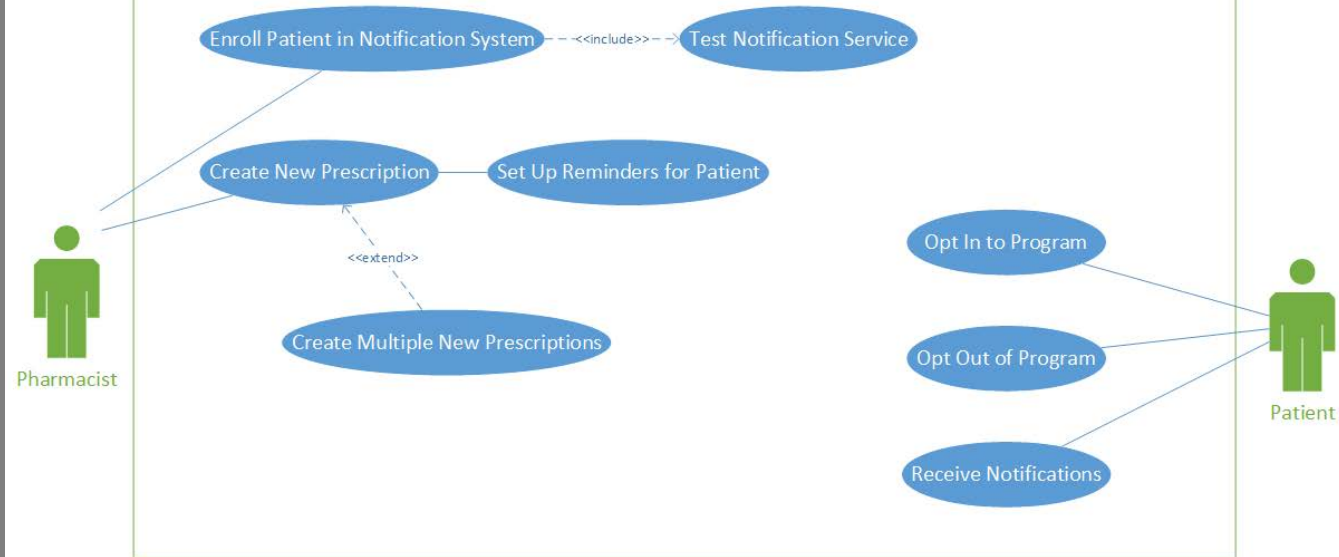 Enroll Patient in Notification System
<<include>>
Test Notification Service
Create New Prescription
Set Up Reminders for Patient
<<extend>>
Create Multiple New Prescriptions
Pharmacist
Opt In to Program
Opt Out of Program
Receive Notifications
Patient